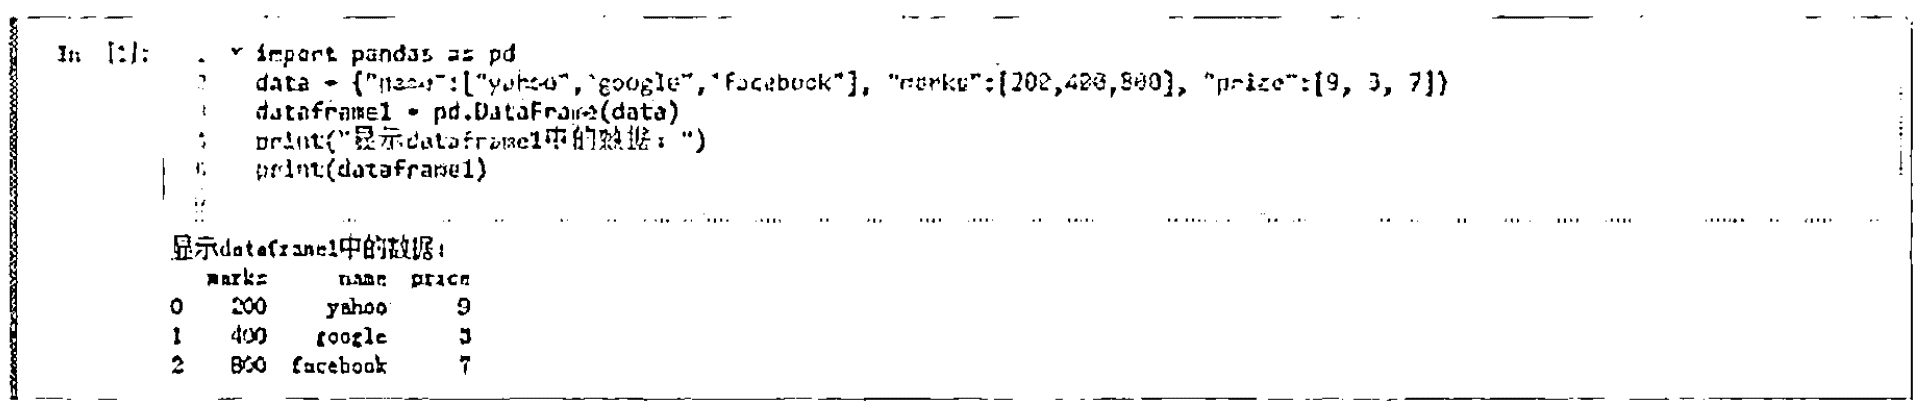 In [1]:
import pandas as pd
data = {"name":["yahoo","google","facebook"], "marks":[200,400,800], "price":[9, 3, 7]}
dataframe1 = pd.DataFrame(data)
print("显示dataframe1中的数据：")
print(dataframe1)
显示dataframe1中的数据：
marks name price
0 200 yahoo 9
1 400 google 3
2 800 facebook 7